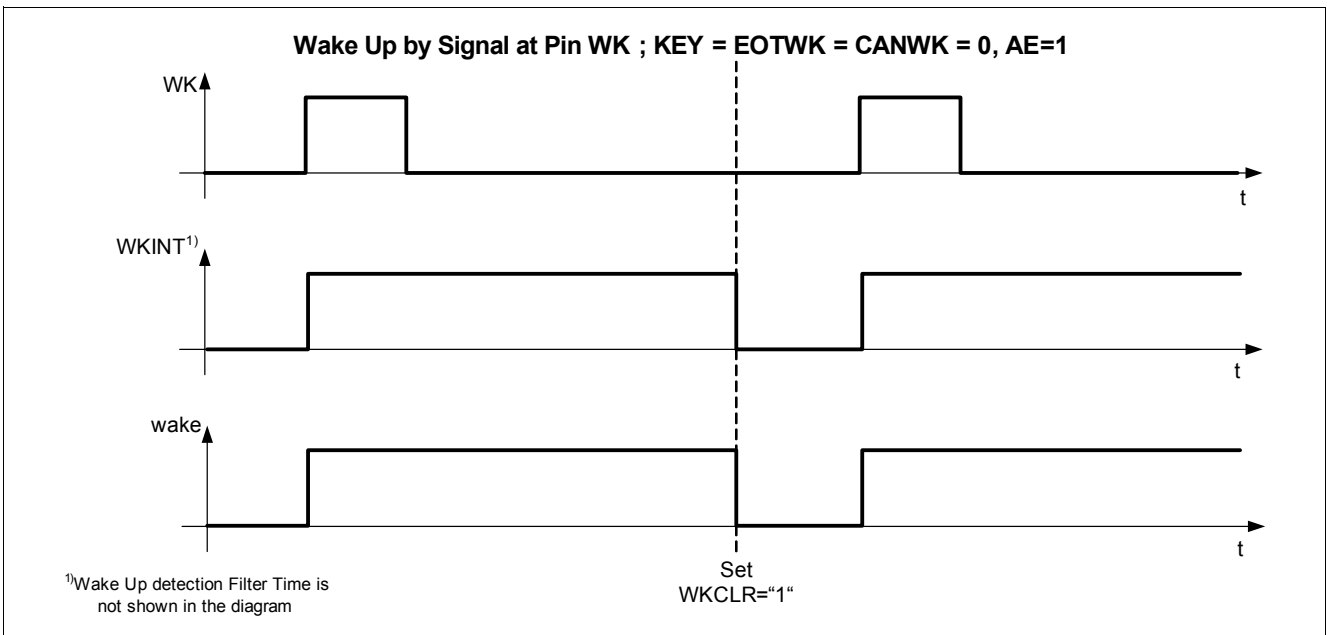 Wake Up by Signal at Pin WK ; KEY = EOTWK = CANWK = 0, AE=1
WK
t
WKINT1)
t
wake
t
Set
WKCLR=“1“
1)Wake Up detection Filter Time is
not shown in the diagram